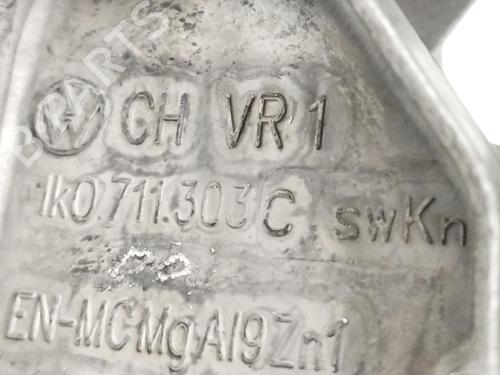 CH VR 1
1K0.711.303 C swKn
EN-MCMgAl9Zn1